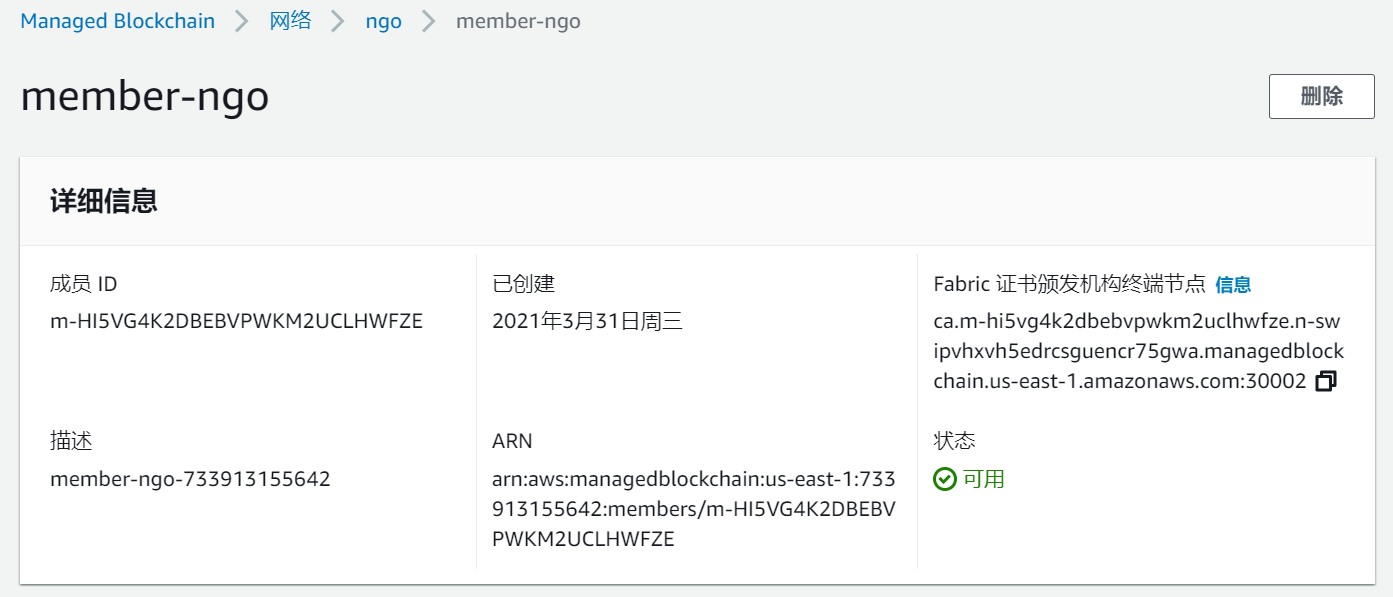 Managed Blockchain > 网络 > ngo > member-ngo
member-ngo
删除
详细信息
成员 ID
m-HI5VG4K2DBEBVPWKM2UCLHWFZE
已创建
2021年3月31日周三
Fabric 证书颁发机构终端节点 信息
ca.m-hi5vg4k2dbebvpwkm2uclhwfze.n-sw
ipvhxvh5edrcsguencr75gwa.managedblock
chain.us-east-1.amazonaws.com:30002
描述
member-ngo-733913155642
ARN
arn:aws:managedblockchain:us-east-1:733
913155642:members/m-HI5VG4K2DBEBV
PWKM2UCLHWFZE
状态
可用